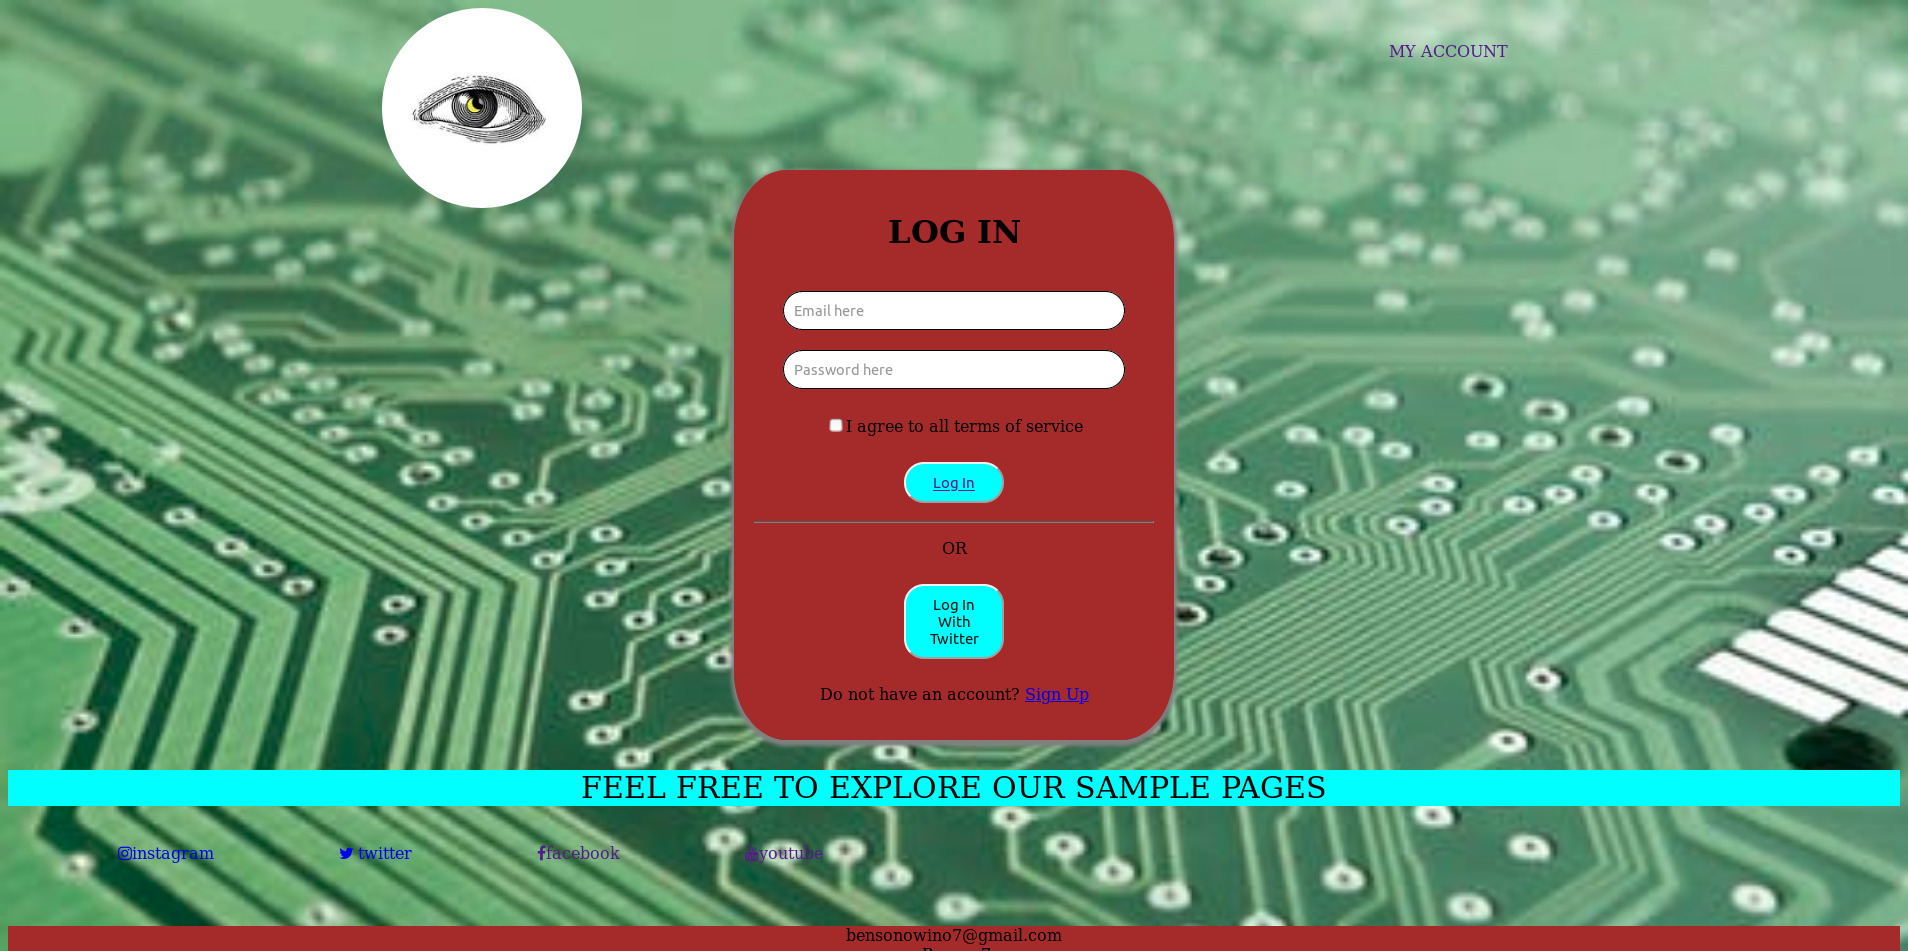 MY ACCOUNT
LOG IN
Email here
Password here
I agree to all terms of service
Log In
OR
Log In
With
Twitter
Do not have an account? Sign Up
FEEL FREE TO EXPLORE OUR SAMPLE PAGES
instagram
twitter
facebook
youtube
bensonowino7@gmail.com